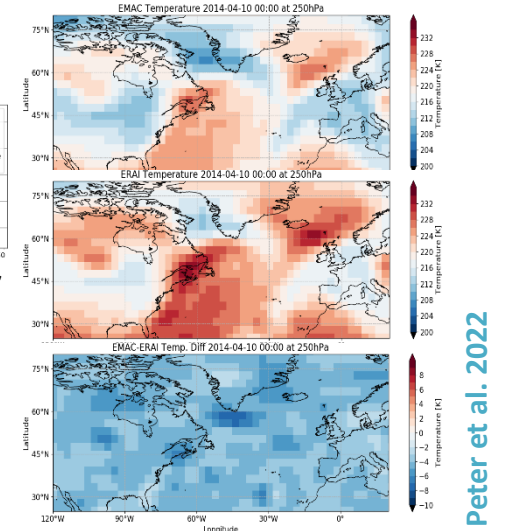 EMAC Temperature 2014-04-10 00:00 at 250hPa
75°N
60°N
45°N
30°N
Latitude
232
228
224
220
216
212
208
204
200
Temperature [K]
ERAI Temperature 2014-04-10 00:00 at 250hPa
75°N
60°N
45°N
30°N
Latitude
232
228
224
220
216
212
208
204
200
Temperature [K]
EMAC-ERAI Temp. Diff 2014-04-10 00:00 at 250hPa
75°N
60°N
45°N
30°N
Latitude
120°W 90°W 60°W 30°W 0°
Longitude
8
6
4
2
0
−2
−4
−6
−8
−10
Temperature [K]
Peter et al. 2022